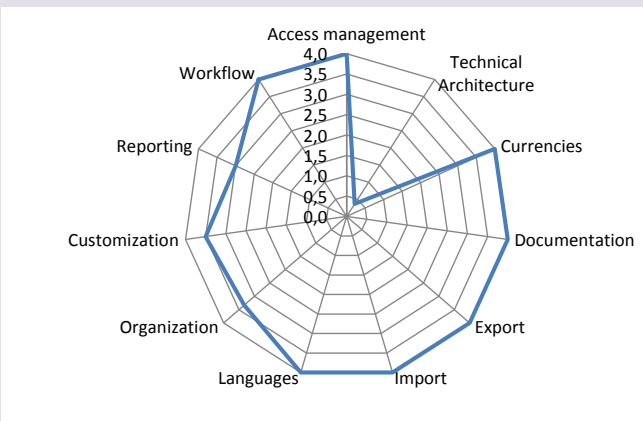 Access management
Technical
Architecture
Currencies
Documentation
Export
Import
Languages
Organization
Customization
Reporting
Workflow
4,0
3,5
3,0
2,5
2,0
1,5
1,0
0,5
0,0